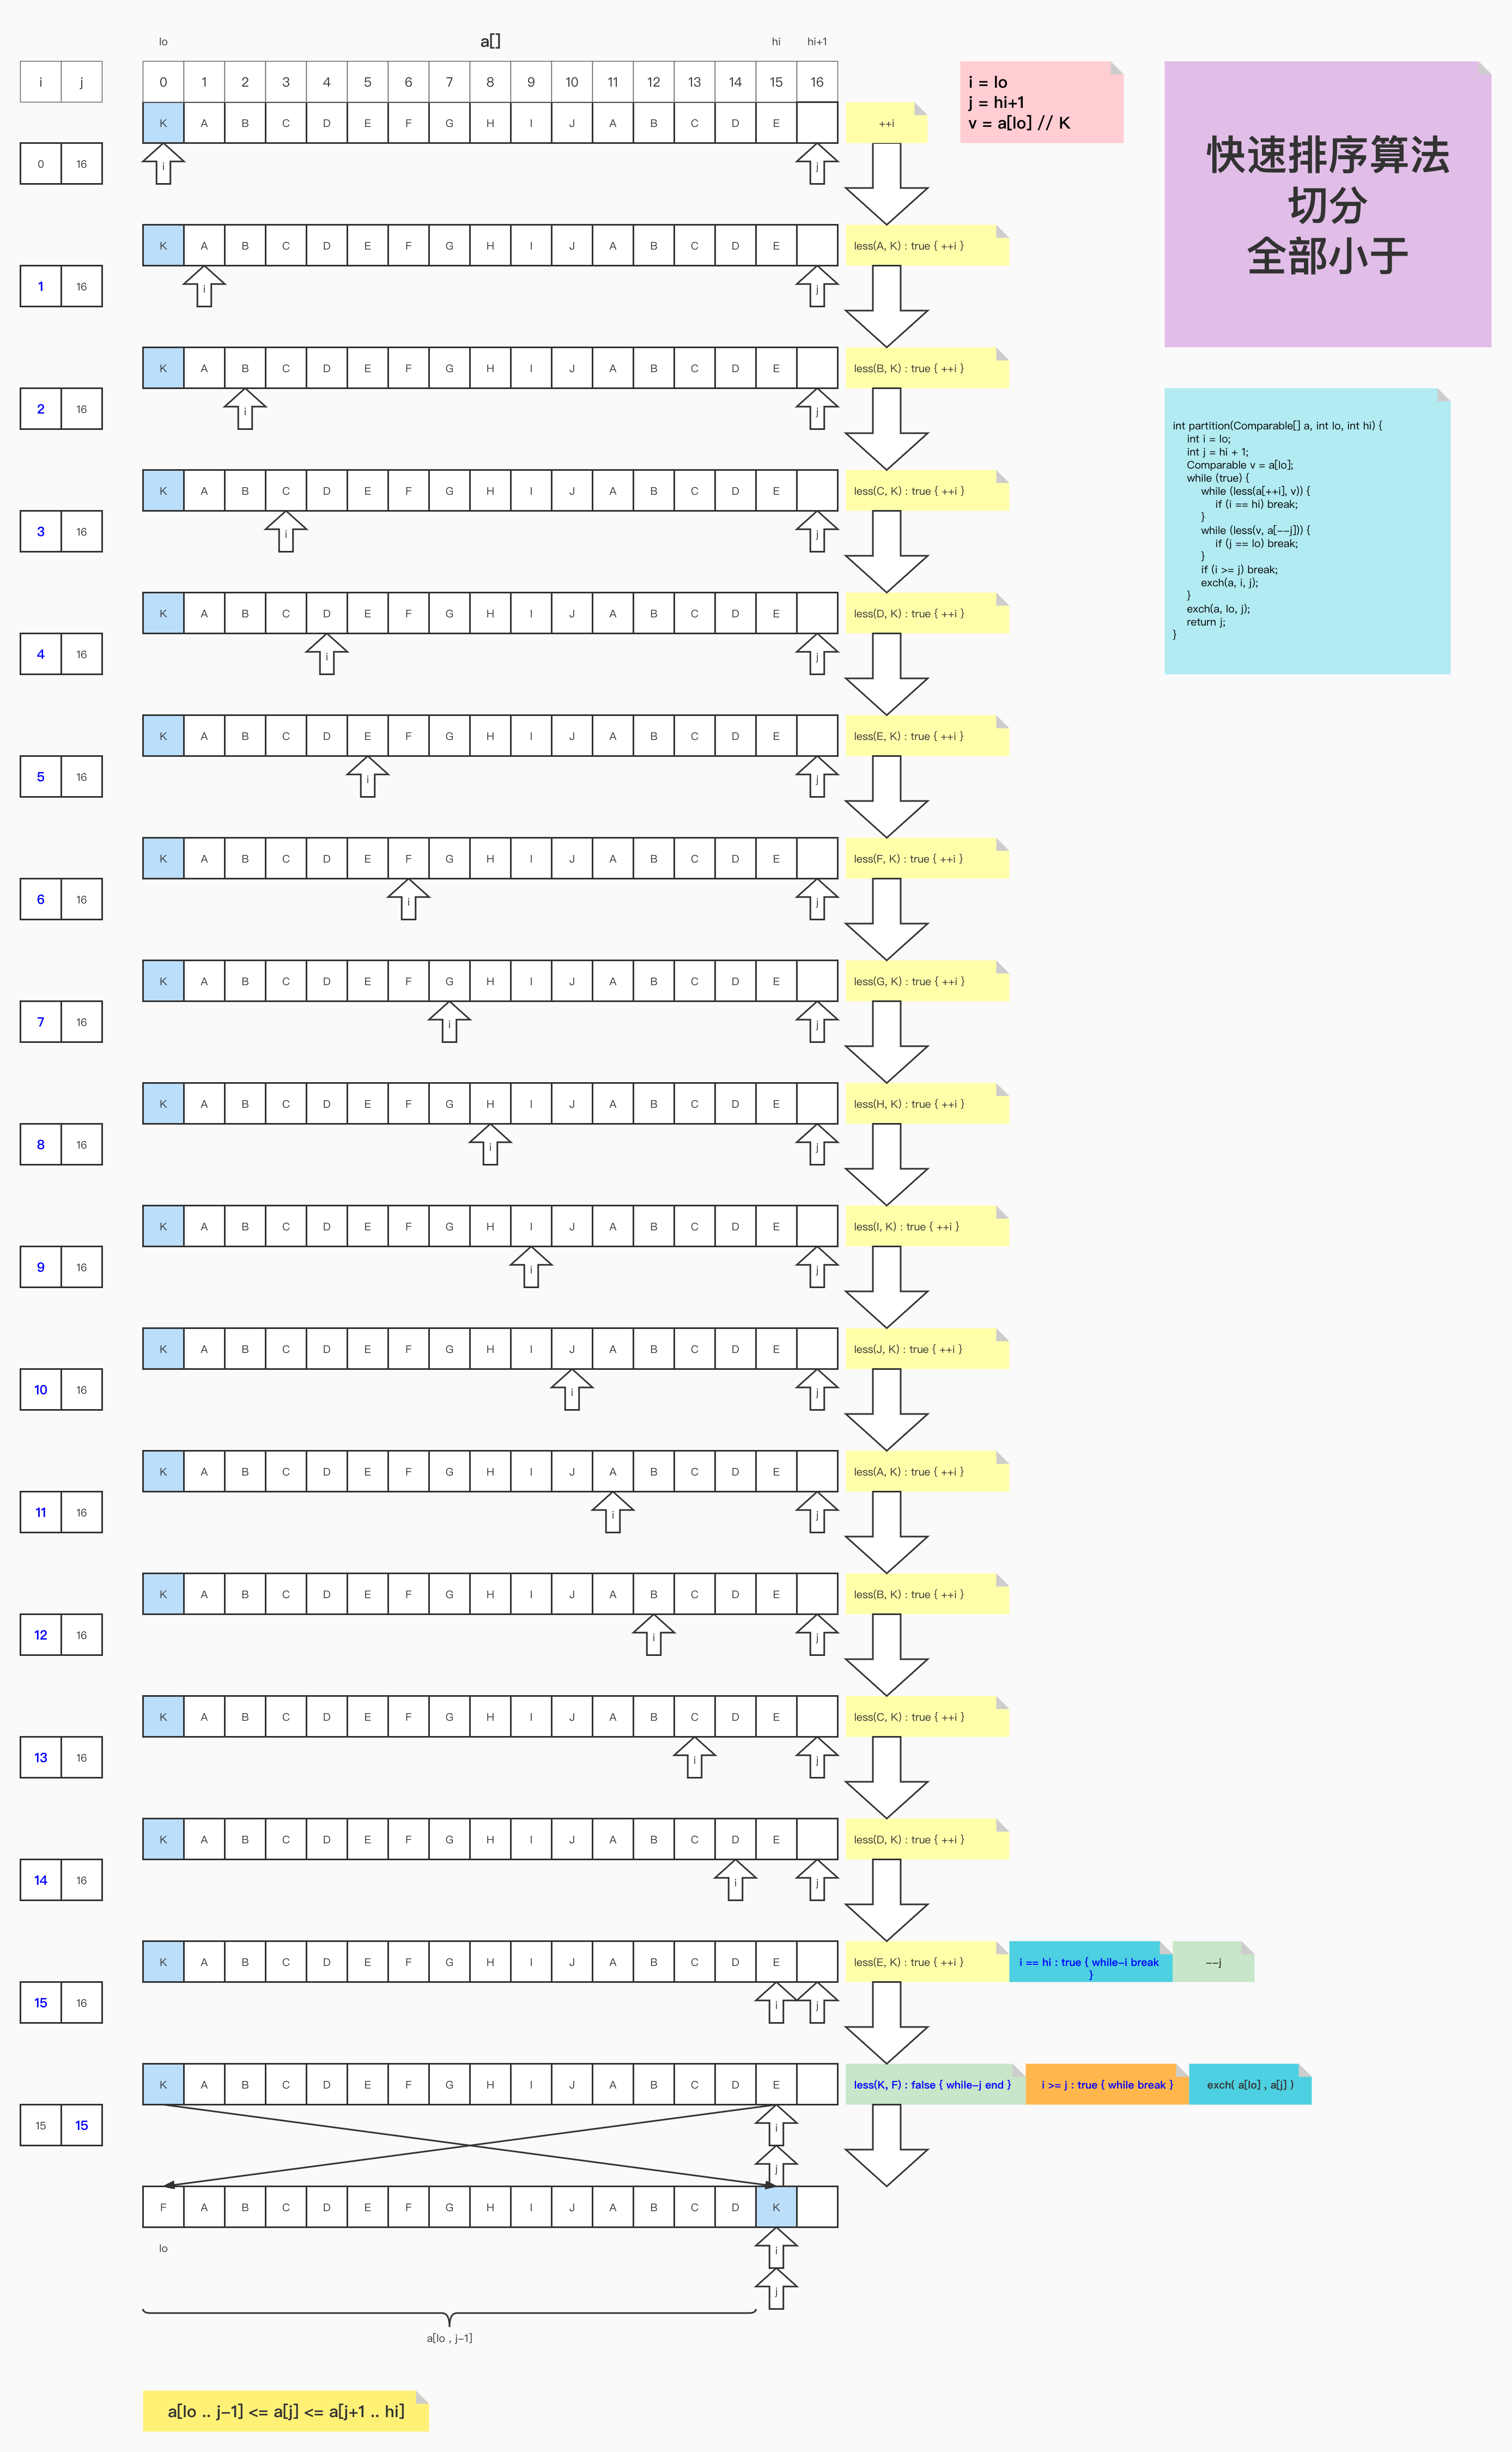 lo a[] hi hi+1
i j 0 1 2 3 4 5 6 7 8 9 10 11 12 13 14 15 16
i = lo
j = hi+1
v = a[lo] // K
快速排序算法
切分
全部小于
K A B C D E F G H I J A B C D E ++i
0 16 i j
K A B C D E F G H I J A B C D E less(A, K) : true { ++i }
1 16 i j
K A B C D E F G H I J A B C D E less(B, K) : true { ++i }
2 16 i j
int partition(Comparable[] a, int lo, int hi) {
int i = lo;
int j = hi + 1;
Comparable v = a[lo];
while (true) {
while (less(a[++i], v)) {
if (i == hi) break;
}
while (less(v, a[--j])) {
if (j == lo) break;
}
if (i >= j) break;
exch(a, i, j);
}
exch(a, lo, j);
return j;
}
K A B C D E F G H I J A B C D E less(C, K) : true { ++i }
3 16 i j
K A B C D E F G H I J A B C D E less(D, K) : true { ++i }
4 16 i j
K A B C D E F G H I J A B C D E less(E, K) : true { ++i }
5 16 i j
K A B C D E F G H I J A B C D E less(F, K) : true { ++i }
6 16 i j
K A B C D E F G H I J A B C D E less(G, K) : true { ++i }
7 16 i j
K A B C D E F G H I J A B C D E less(H, K) : true { ++i }
8 16 i j
K A B C D E F G H I J A B C D E less(I, K) : true { ++i }
9 16 i j
K A B C D E F G H I J A B C D E less(J, K) : true { ++i }
10 16 i j
K A B C D E F G H I J A B C D E less(A, K) : true { ++i }
11 16 i j
K A B C D E F G H I J A B C D E less(B, K) : true { ++i }
12 16 i j
K A B C D E F G H I J A B C D E less(C, K) : true { ++i }
13 16 i j
K A B C D E F G H I J A B C D E less(D, K) : true { ++i }
14 16 i j
K A B C D E F G H I J A B C D E less(E, K) : true { ++i } i == hi : true { while-i break
}
--j
15 16 i j
K A B C D E F G H I J A B C D E less(K, F) : false { while-j end } i >= j : true { while break } exch( a[lo] , a[j] )
15 15 i
j
F A B C D E F G H I J A B C D K
lo i
j
a[lo , j-1]
a[lo .. j-1] <= a[j] <= a[j+1 .. hi]